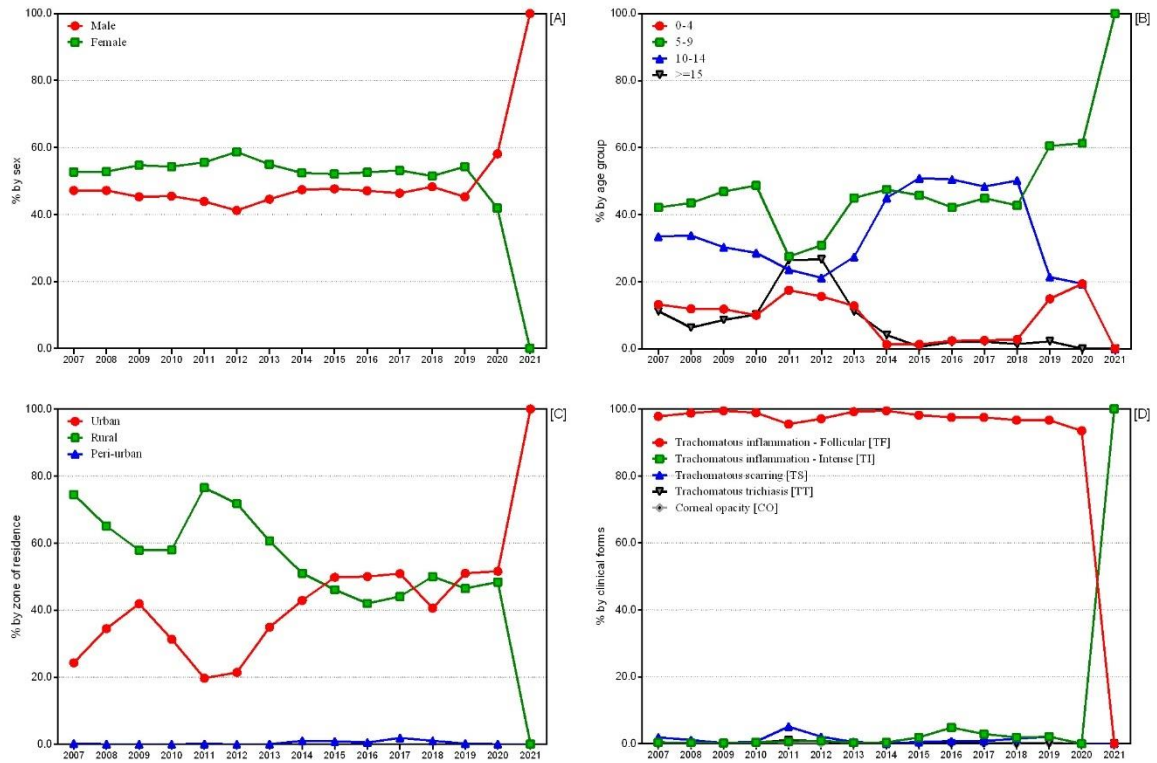 [A]
Male
Female
% by sex
100.0
80.0
60.0
40.0
20.0
0.0
2007 2008 2009 2010 2011 2012 2013 2014 2015 2016 2017 2018 2019 2020 2021
[B]
0-4
5-9
10-14
>=15
% by age group
100.0
80.0
60.0
40.0
20.0
0.0
2007 2008 2009 2010 2011 2012 2013 2014 2015 2016 2017 2018 2019 2020 2021
[C]
Urban
Rural
Peri-urban
% by zone of residence
100.0
80.0
60.0
40.0
20.0
0.0
2007 2008 2009 2010 2011 2012 2013 2014 2015 2016 2017 2018 2019 2020 2021
[D]
Trachomatous inflammation - Follicular [TF]
Trachomatous inflammation - Intense [TI]
Trachomatous scarring [TS]
Trachomatous trichiasis [TT]
Corneal opacity [CO]
% by clinical forms
100.0
80.0
60.0
40.0
20.0
0.0
2007 2008 2009 2010 2011 2012 2013 2014 2015 2016 2017 2018 2019 2020 2021